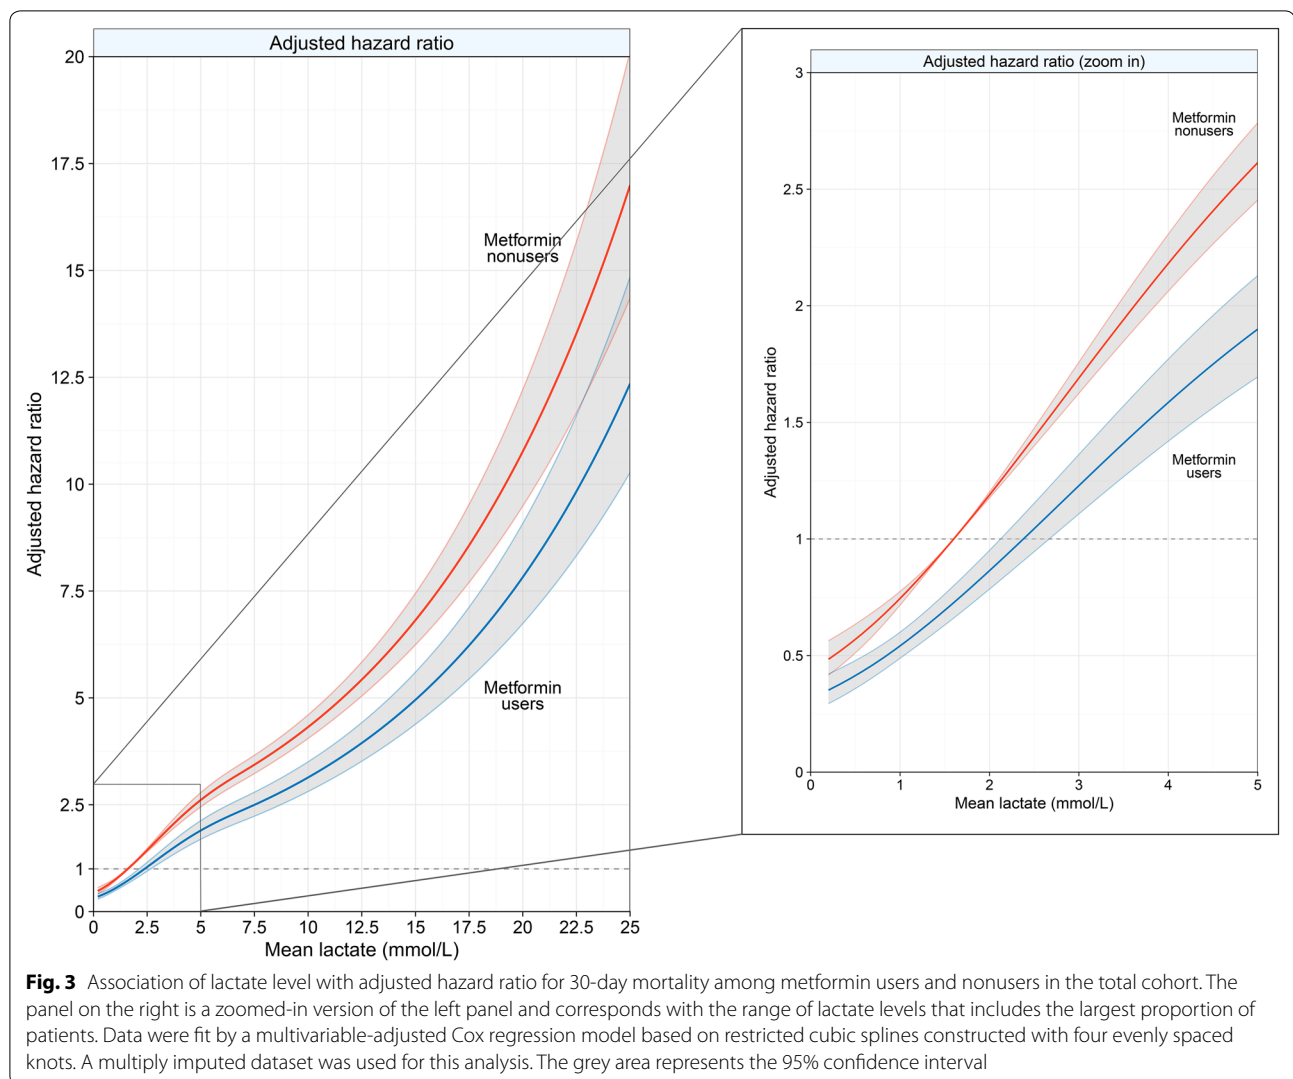 Adjusted hazard ratio
20
17.5
15
12.5
10
7.5
5
2.5
1
0
Adjusted hazard ratio
Metformin
nonusers
Metformin
users
0 2.5 5 7.5 10 12.5 15 17.5 20 22.5 25
Mean lactate (mmol/L)
Adjusted hazard ratio (zoom in)
3
2.5
2
1.5
1
0.5
0
Adjusted hazard ratio
Metformin
nonusers
Metformin
users
0 1 2 3 4 5
Mean lactate (mmol/L)
Fig. 3 Association of lactate level with adjusted hazard ratio for 30-day mortality among metformin users and nonusers in the total cohort. The
panel on the right is a zoomed-in version of the left panel and corresponds with the range of lactate levels that includes the largest proportion of
patients. Data were fit by a multivariable-adjusted Cox regression model based on restricted cubic splines constructed with four evenly spaced
knots. A multiply imputed dataset was used for this analysis. The grey area represents the 95% confidence interval